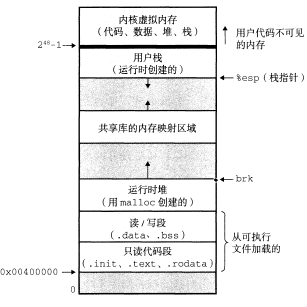 内核虚拟内存
（代码、数据、堆、栈）
用户代码不可见
的内存
2⁴⁸-1
用户栈
（运行时创建的）
%esp（栈指针）
共享库的内存映射区域
brk
运行时堆
（用malloc创建的）
读/写段
（.data、.bss）
从可执行
文件加载的
只读代码段
（.init、.text、.rodata）
0x00400000
0